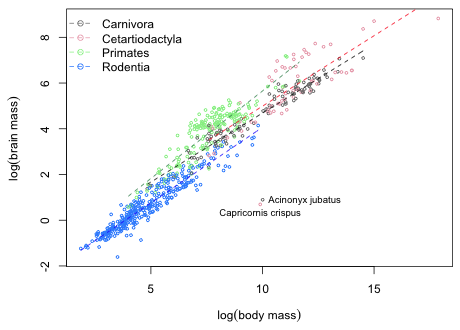 Carnivora
Cetartiodactyla
Primates
Rodentia
8
6
4
2
0
-2
log(brain mass)
Acinonyx jubatus
Capricornis crispus
5
10
15
log(body mass)